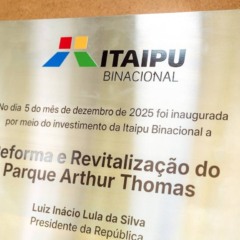 ITAIPU
BINACIONAL
No dia 5 do mês de dezembro de 2025 foi inaugurada
por meio do investimento da Itaipu Binacional a
Reforma e Revitalização do
Parque Arthur Thomas
Luiz Inácio Lula da Silva
Presidente da República